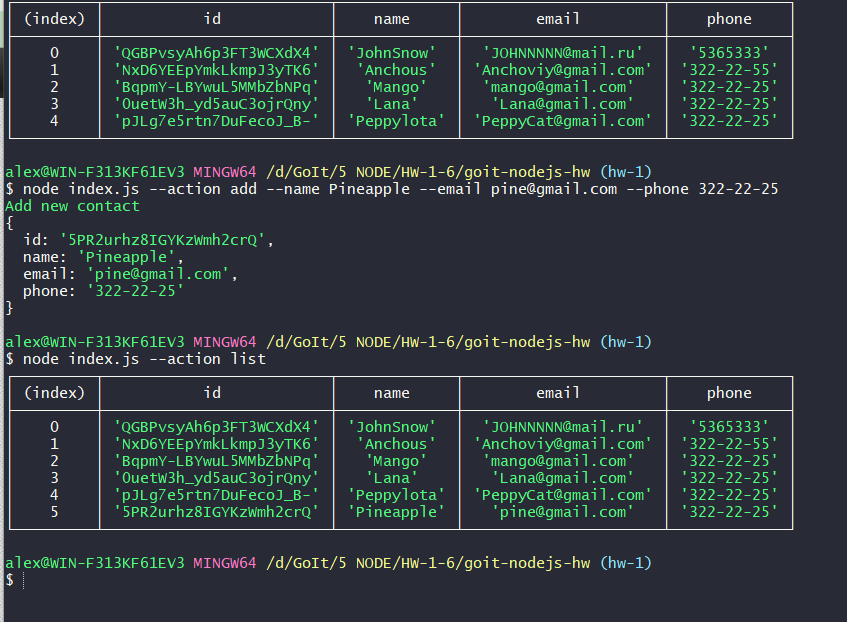 (index) id name email phone
0 'QGBPvsyAh6p3FT3WCXdX4' 'JohnSnow' 'JOHNNNNN@mail.ru' '5365333'
1 'NxD6YEEpYmkLkmpJ3yTK6' 'Anchous' 'Anchoviy@gmail.com' '322-22-55'
2 'BqpmY-LBYwuL5MMbZbNPq' 'Mango' 'mango@gmail.com' '322-22-25'
3 'OuetW3h_yd5auC3ojrQny' 'Lana' 'Lana@gmail.com' '322-22-25'
4 'pJLg7e5rtn7DuFecoJ_B-' 'Peppylota' 'PeppyCat@gmail.com' '322-22-25'
alex@WIN-F313KF61EV3 MINGW64 /d/GoIt/5 NODE/HW-1-6/goit-nodejs-hw (hw-1)
$ node index.js --action add --name Pineapple --email pine@gmail.com --phone 322-22-25
Add new contact
{
id: '5PR2urhz8IGYKzWmh2crQ',
name: 'Pineapple',
email: 'pine@gmail.com',
phone: '322-22-25'
}
alex@WIN-F313KF61EV3 MINGW64 /d/GoIt/5 NODE/HW-1-6/goit-nodejs-hw (hw-1)
$ node index.js --action list
(index) id name email phone
0 'QGBPvsyAh6p3FT3WCXdX4' 'JohnSnow' 'JOHNNNNN@mail.ru' '5365333'
1 'NxD6YEEpYmkLkmpJ3yTK6' 'Anchous' 'Anchoviy@gmail.com' '322-22-55'
2 'BqpmY-LBYwuL5MMbZbNPq' 'Mango' 'mango@gmail.com' '322-22-25'
3 'OuetW3h_yd5auC3ojrQny' 'Lana' 'Lana@gmail.com' '322-22-25'
4 'pJLg7e5rtn7DuFecoJ_B-' 'Peppylota' 'PeppyCat@gmail.com' '322-22-25'
5 '5PR2urhz8IGYKzWmh2crQ' 'Pineapple' 'pine@gmail.com' '322-22-25'
alex@WIN-F313KF61EV3 MINGW64 /d/GoIt/5 NODE/HW-1-6/goit-nodejs-hw (hw-1)
$